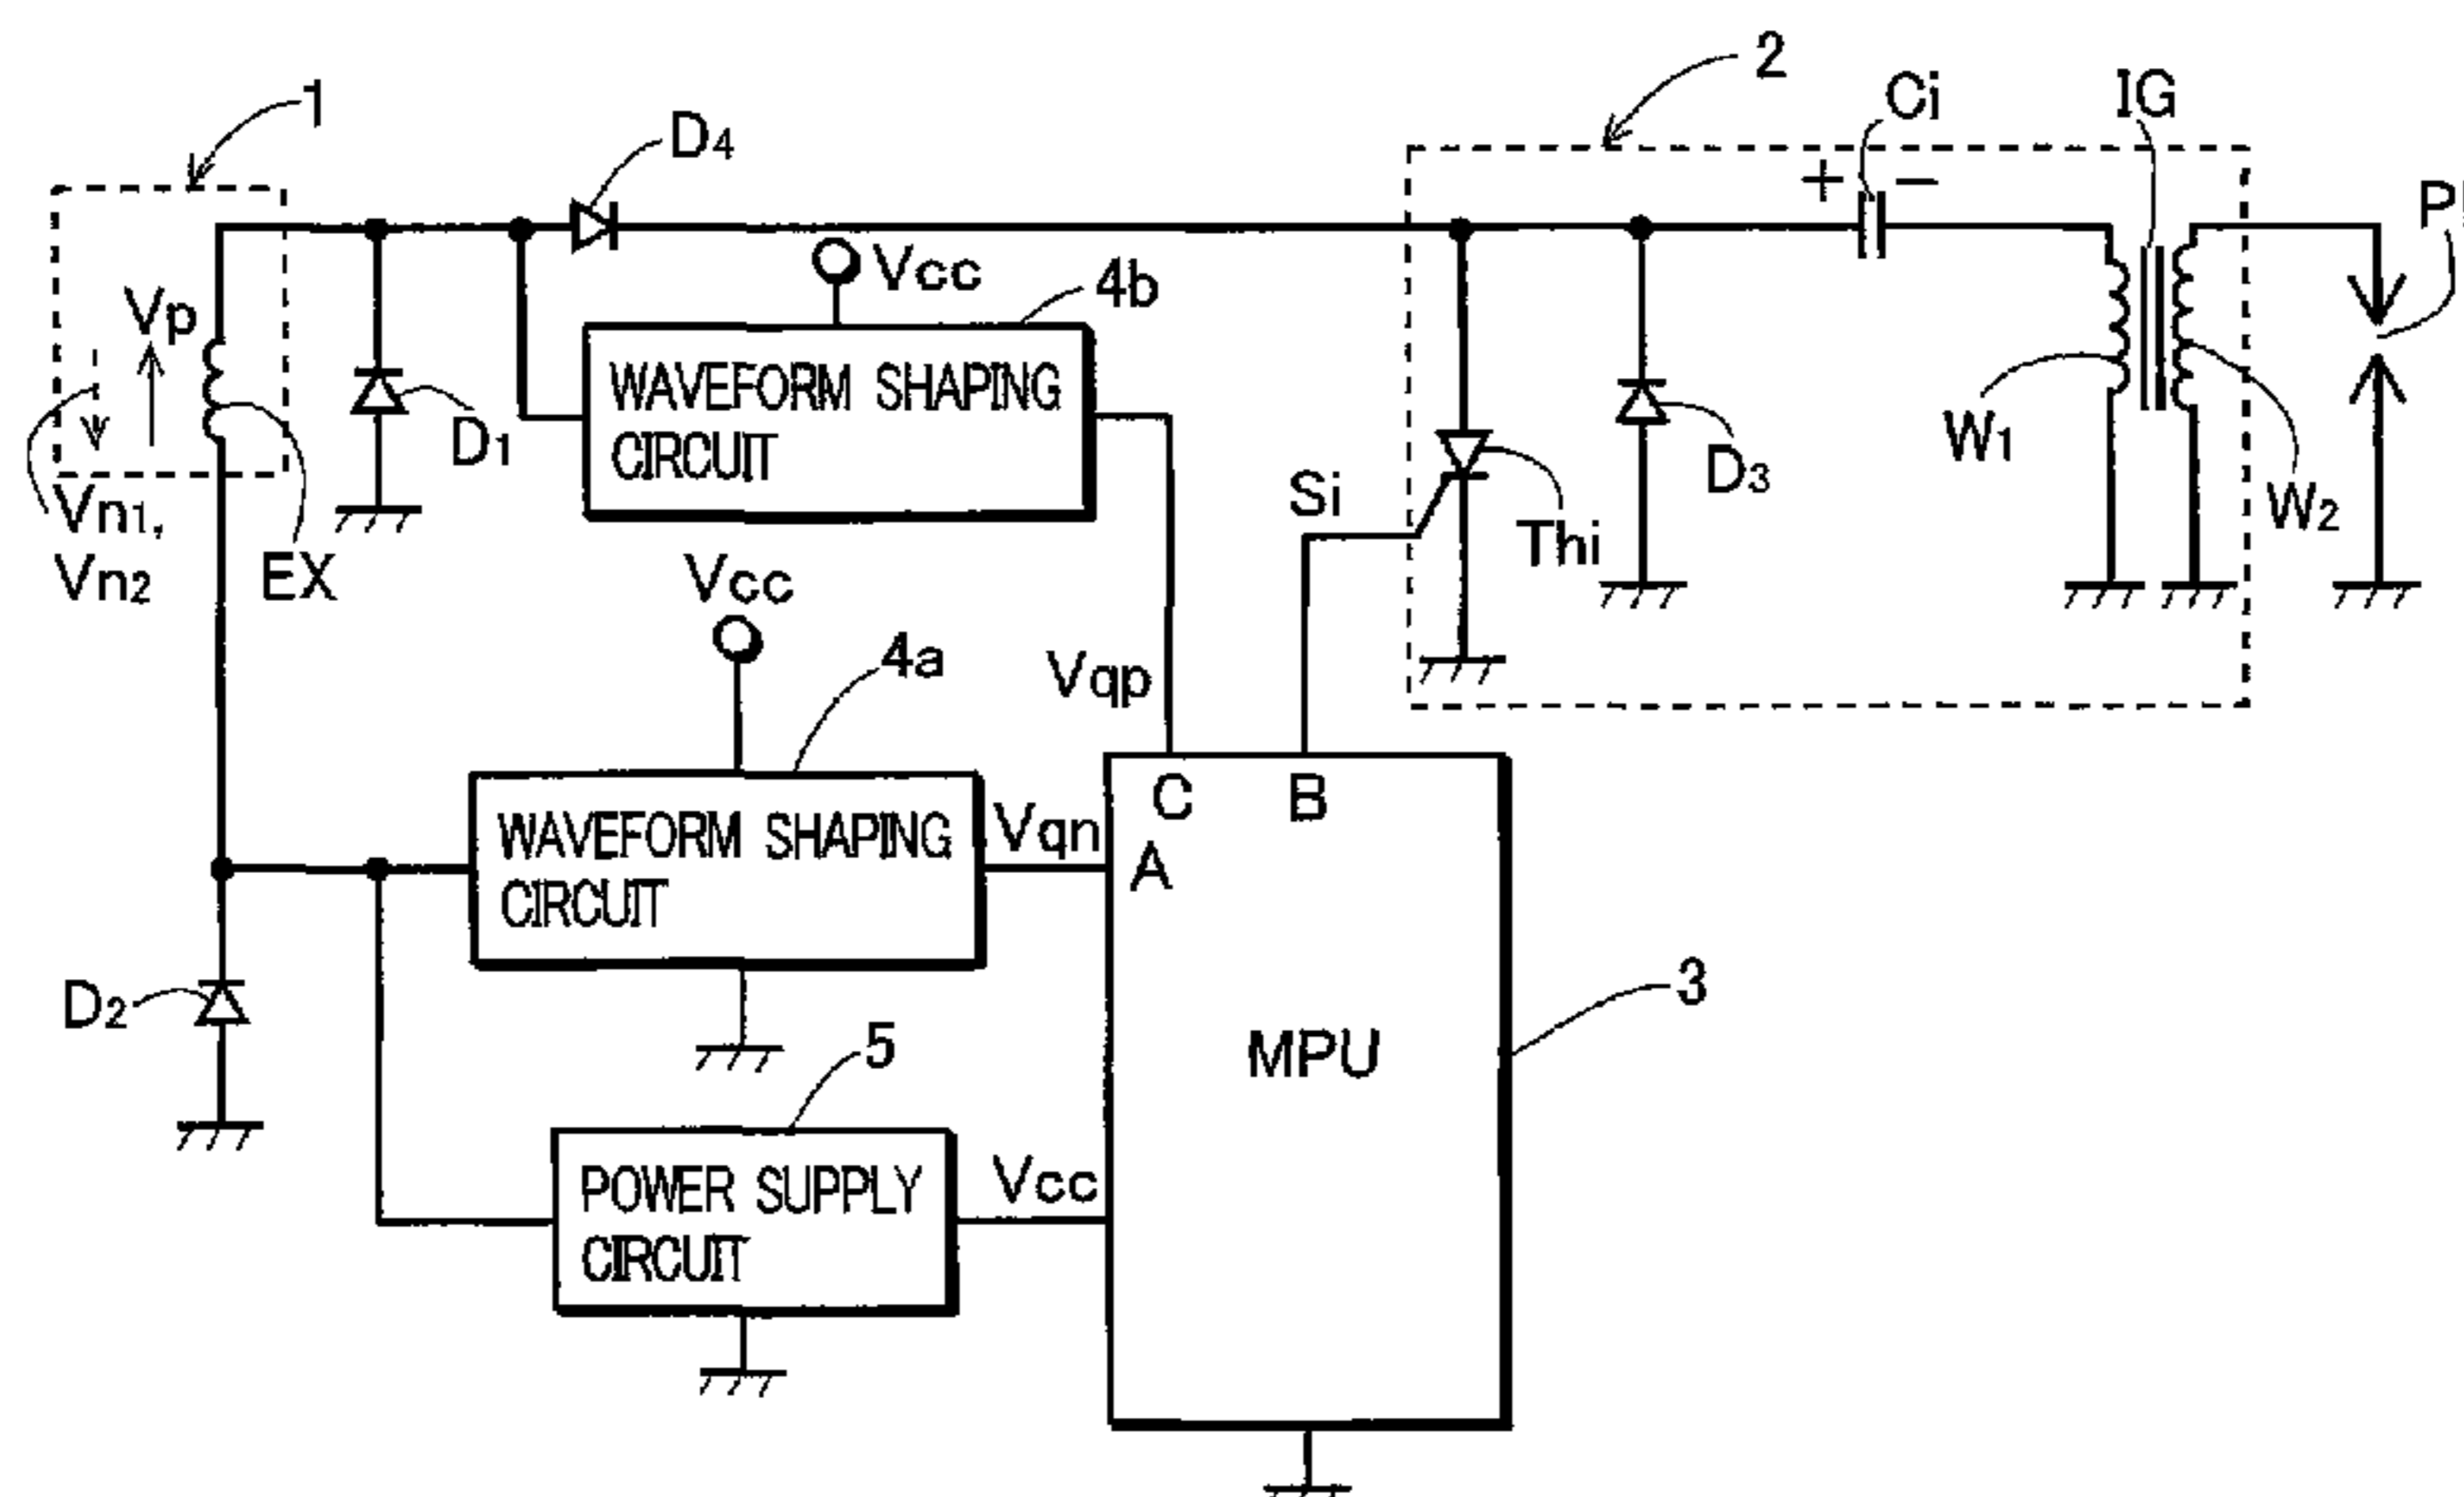 1
2
Ci
IG
D4
+
−
Vp
Vcc
4b
WAVEFORM SHAPING
CIRCUIT
D1
W1
D3
W2
Si
Thi
Vn1,
Vn2
EX
Vcc
4a
Vqp
WAVEFORM SHAPING
CIRCUIT
Vqn
C
B
A
D2
3
MPU
5
POWER SUPPLY
CIRCUIT
Vcc